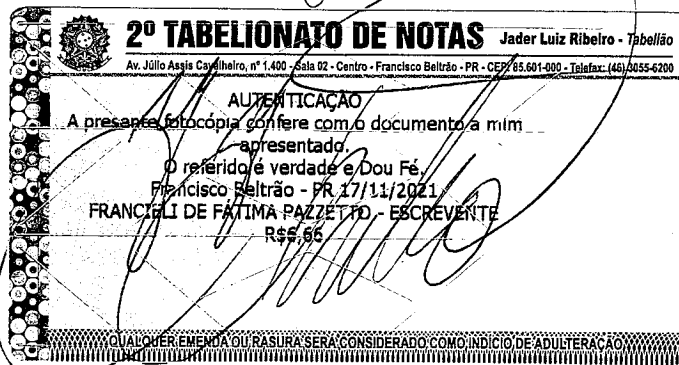 2º TABELIONATO DE NOTAS Jader Luiz Ribeiro - Tabelião
Av. Júlio Assis Cavalheiro, nº 1.400 - Sala 02 - Centro - Francisco Beltrão - PR - CEP: 85.601-000 - Telefax: (46) 3055-6200
AUTENTICAÇÃO
A presente fotocópia confere com o documento a mim
apresentado.
O referido é verdade e Dou Fé.
Francisco Beltrão - PR 17/11/2021
FRANCIELI DE FÁTIMA PAZZETTO - ESCREVENTE
R$6,66
QUALQUER EMENDA OU RASURA SERÁ CONSIDERADO COMO INDÍCIO DE ADULTERAÇÃO